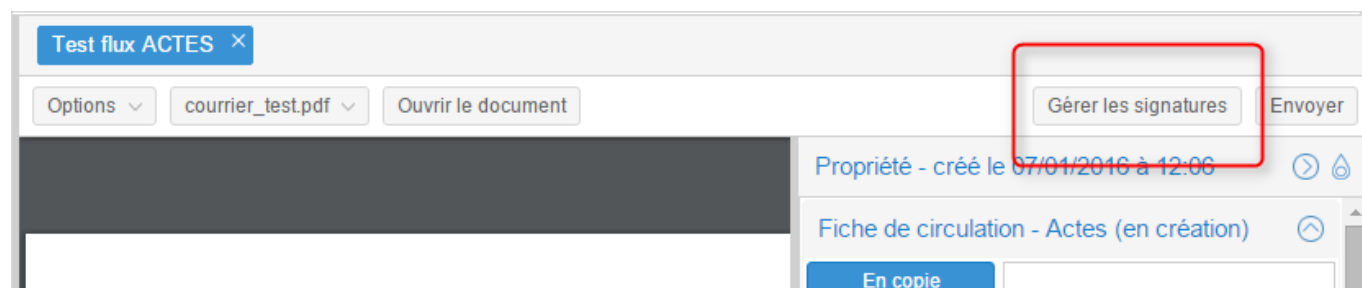 Test flux ACTES ×
Options courrier_test.pdf Ouvrir le document Gérer les signatures Envoyer
Propriété - créé le 07/01/2016 à 12:06
Fiche de circulation - Actes (en création)
En copie